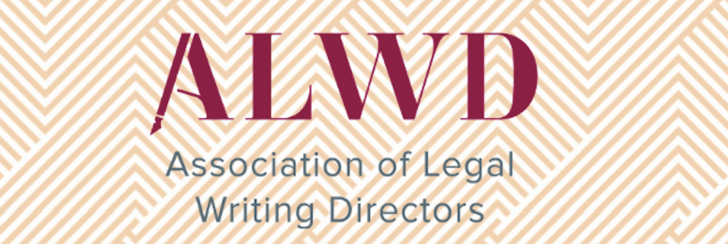 ALWD
Association of Legal
Writing Directors